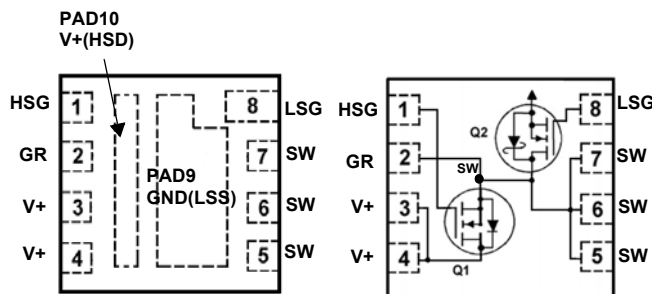 PAD10
V+(HSD)
HSG
1
8
LSG
GR
2
7
SW
PAD9
GND(LSS)
V+
3
6
SW
V+
4
5
SW
HSG
1
Q2
8
LSG
GR
2
SW
7
SW
V+
3
6
SW
V+
4
Q1
5
SW